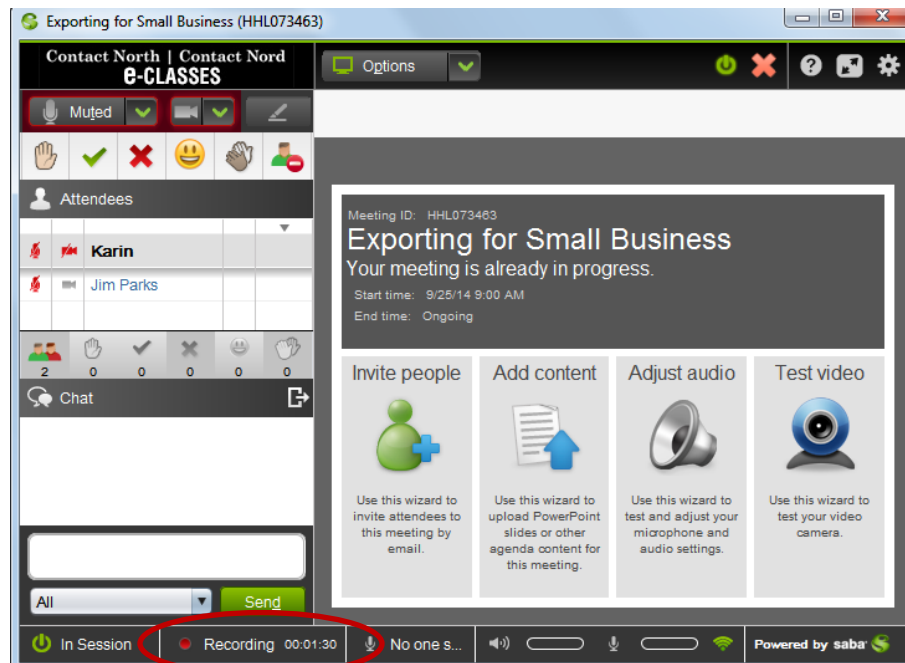 Exporting for Small Business (HHL073463)
Contact North | Contact Nord
e-CLASSES
Options
Muted
Attendees
Karin
Jim Parks
2 0 0 0 0 0
Chat
All
Send
Meeting ID: HHL073463
Exporting for Small Business
Your meeting is already in progress.
Start time: 9/25/14 9:00 AM
End time: Ongoing
Invite people
Use this wizard to
invite attendees to
this meeting by
email.
Add content
Use this wizard to
upload PowerPoint
slides or other
agenda content for
this meeting.
Adjust audio
Use this wizard to
test and adjust your
microphone and
audio settings.
Test video
Use this wizard to
test your video
camera.
In Session
Recording 00:01:30
No one s...
Powered by saba